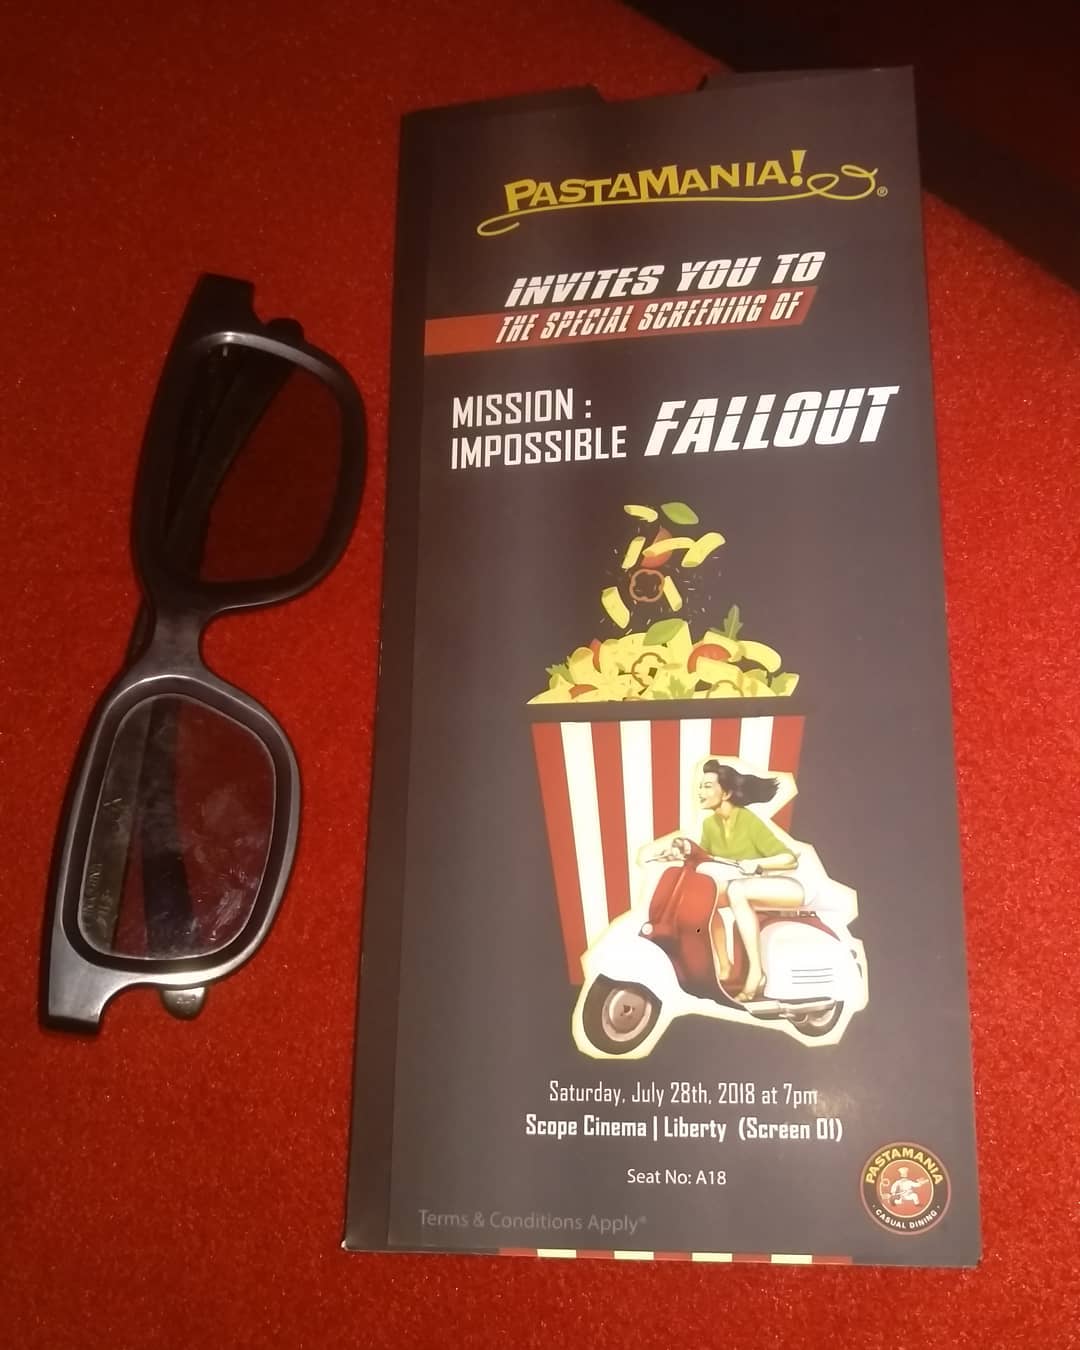 PASTAMANIA!®
INVITES YOU TO
THE SPECIAL SCREENING OF
MISSION :
IMPOSSIBLE
FALLOUT
Saturday, July 28th, 2018 at 7pm
Scope Cinema | Liberty (Screen 01)
Seat No: A18
PASTAMANIA
· CASUAL DINING ·
Terms & Conditions Apply*